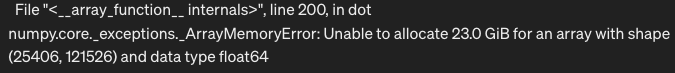 File "<__array_function__ internals>", line 200, in dot
numpy.core._exceptions._ArrayMemoryError: Unable to allocate 23.0 GiB for an array with shape
(25406, 121526) and data type float64